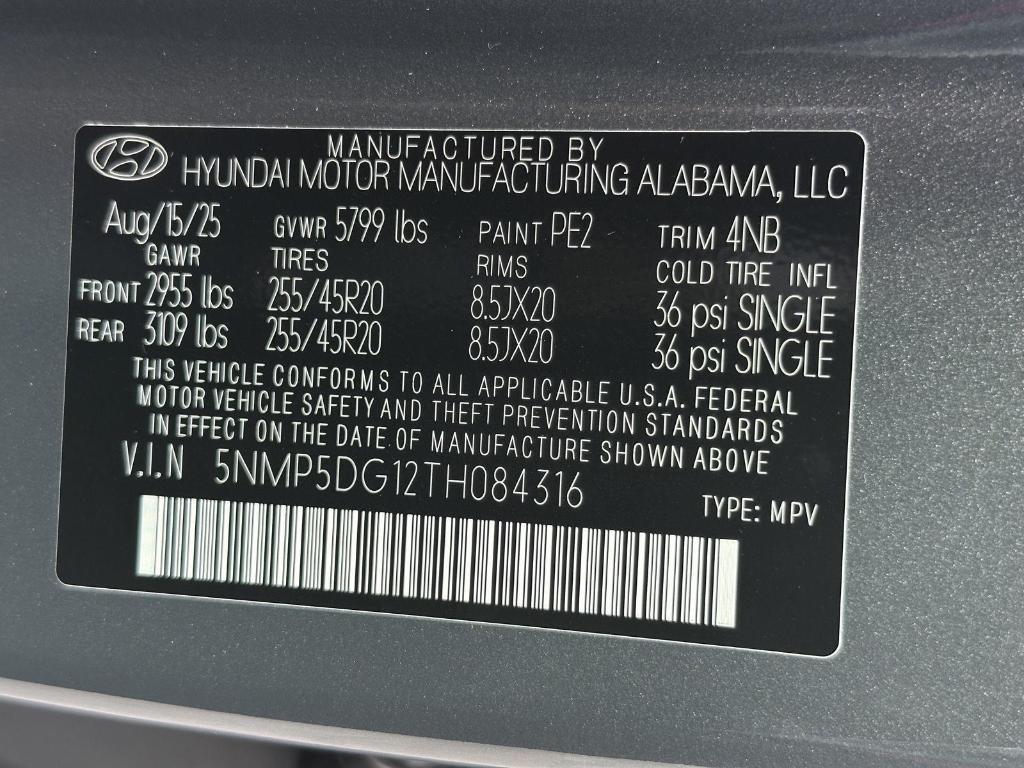 MANUFACTURED BY
HYUNDAI MOTOR MANUFACTURING ALABAMA, LLC
Aug/15/25 GVWR 5799 lbs PAINT PE2 TRIM 4NB
GAWR TIRES RIMS COLD TIRE INFL
FRONT 2955 lbs 255/45R20 8.5JX20 36 psi SINGLE
REAR 3109 lbs 255/45R20 8.5JX20 36 psi SINGLE
THIS VEHICLE CONFORMS TO ALL APPLICABLE U.S.A. FEDERAL
MOTOR VEHICLE SAFETY AND THEFT PREVENTION STANDARDS
IN EFFECT ON THE DATE OF MANUFACTURE SHOWN ABOVE
V.I.N 5NMP5DG12TH084316 TYPE: MPV